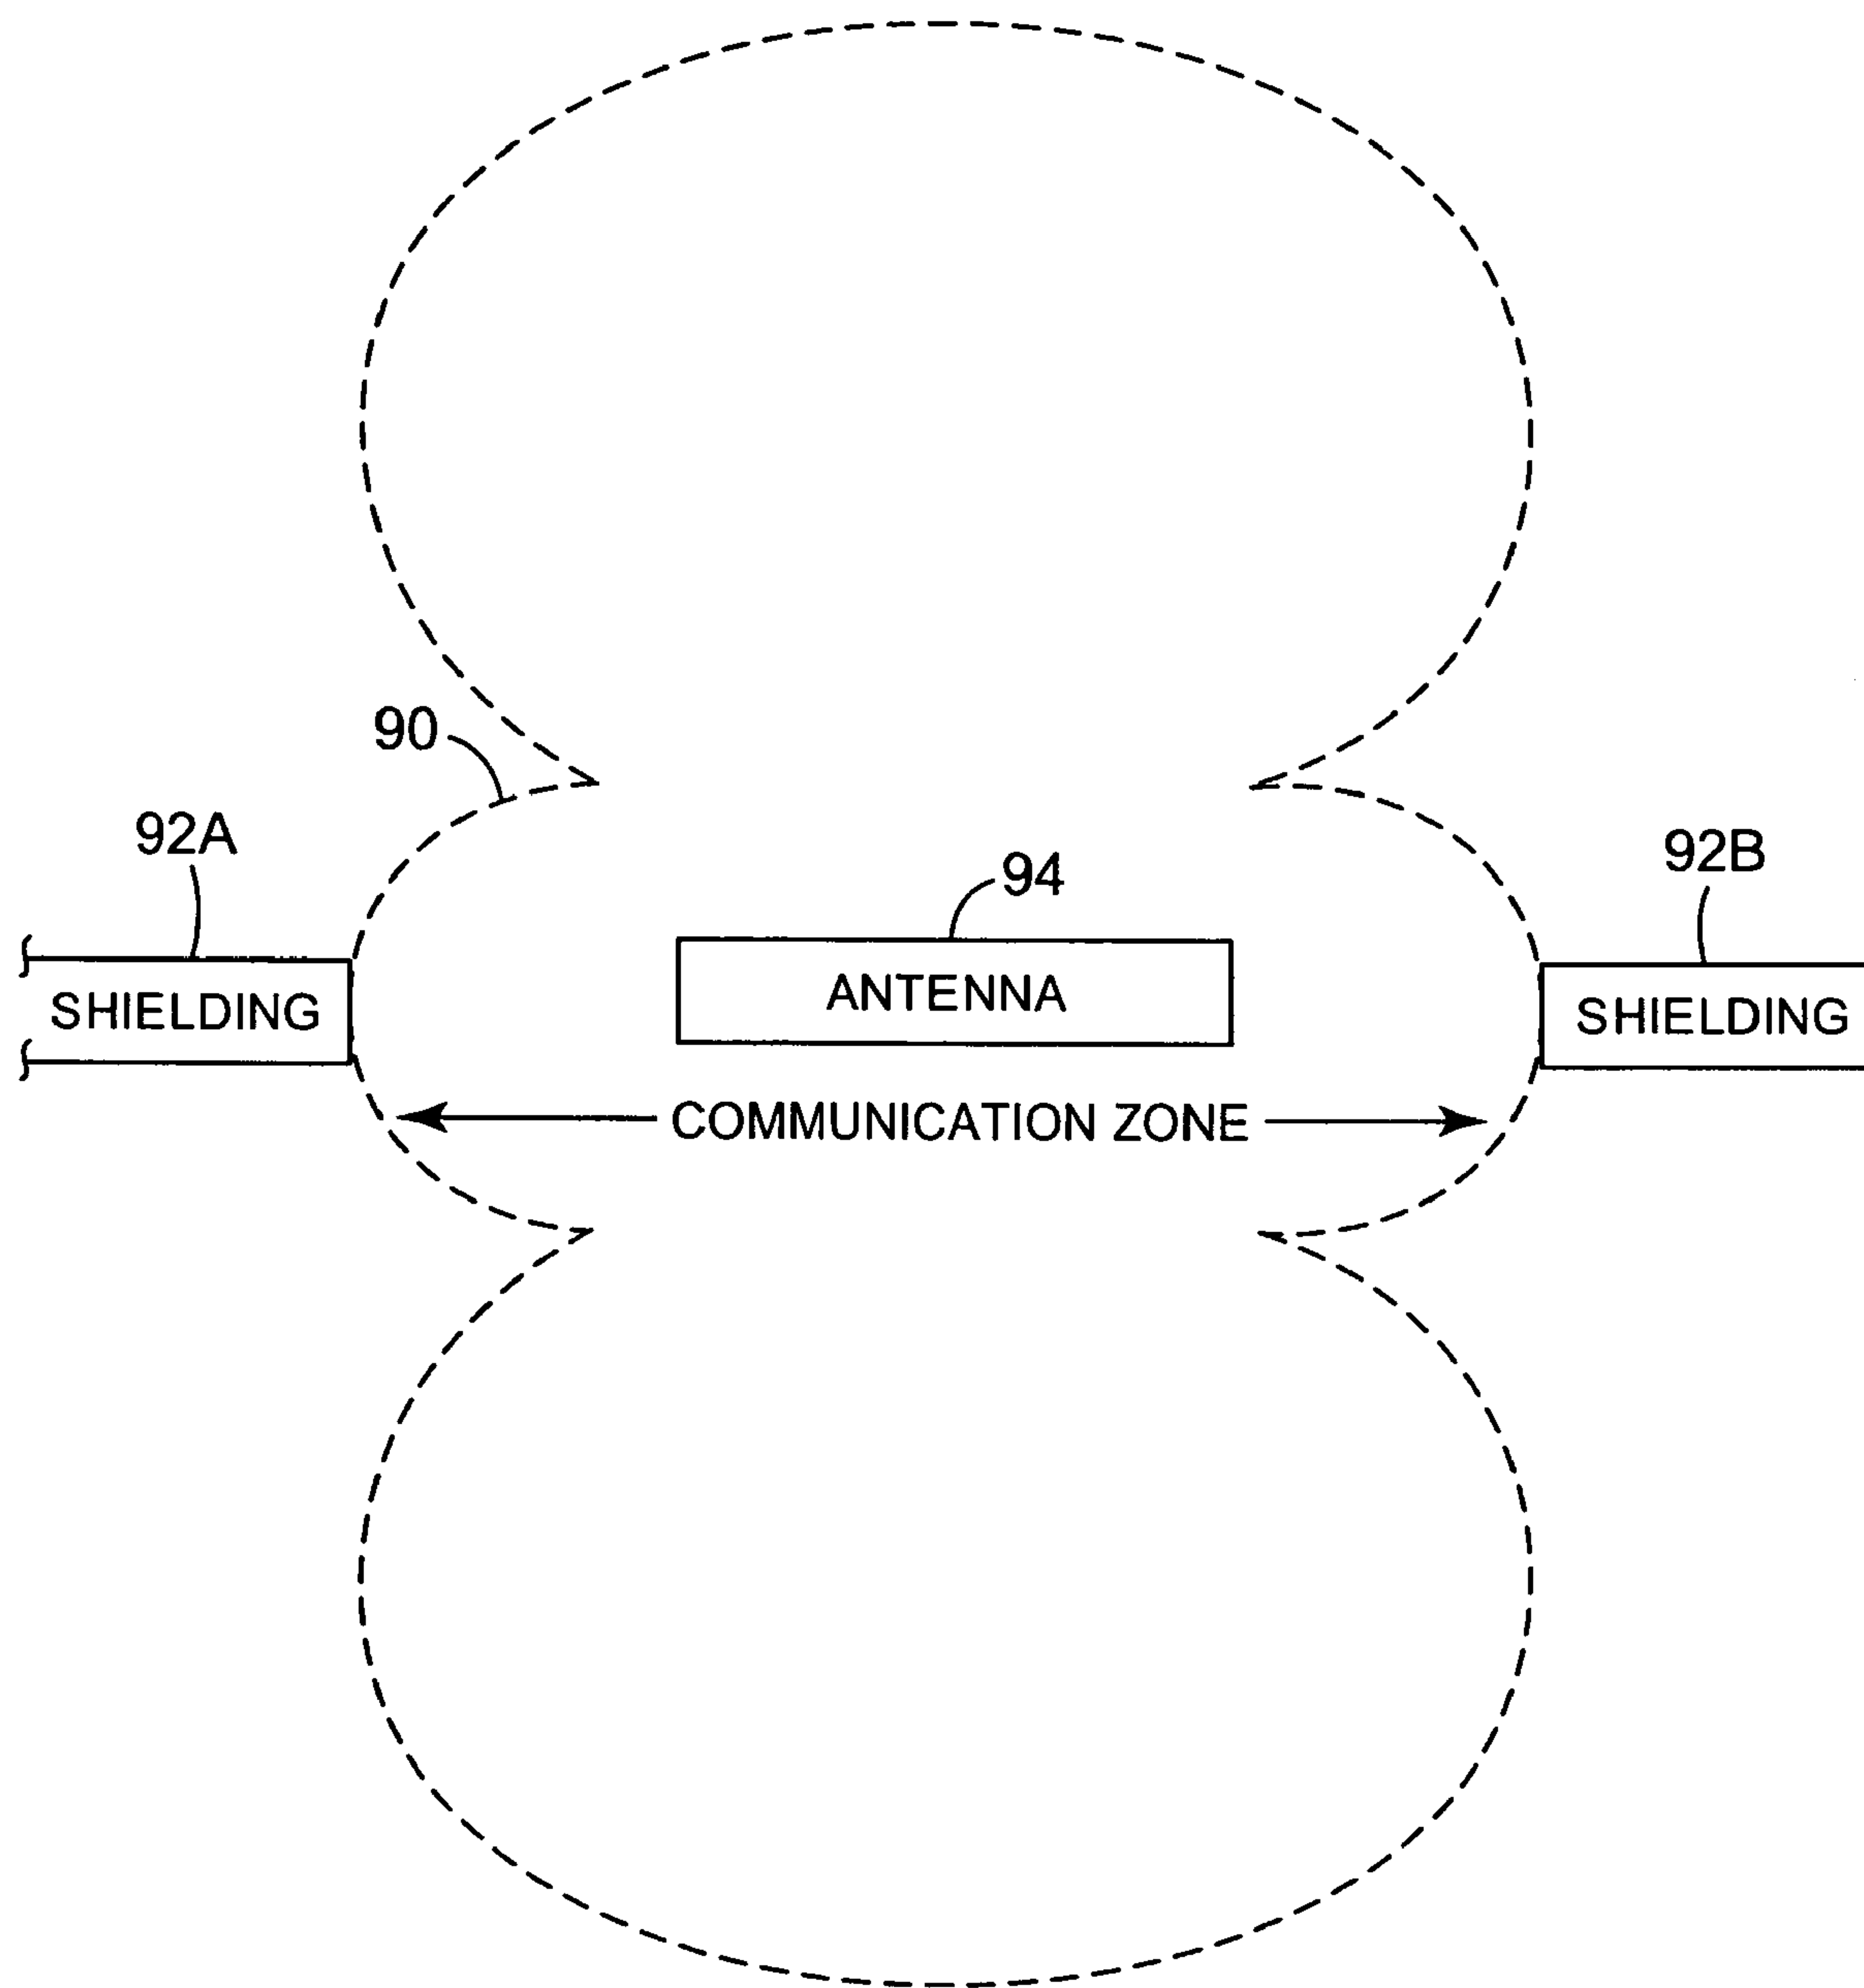 90
92A
92B
94
SHIELDING
ANTENNA
SHIELDING
COMMUNICATION ZONE